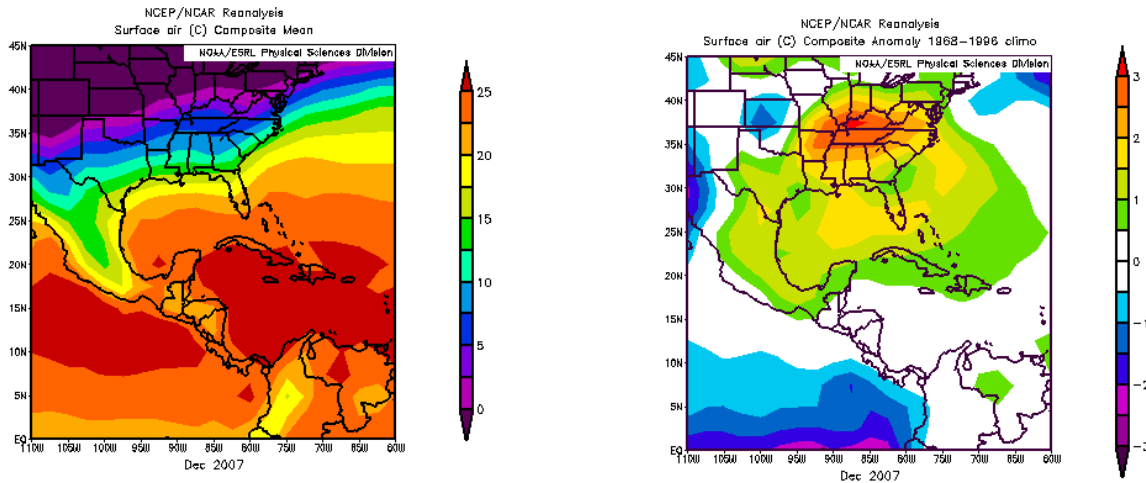 NCEP/NCAR Reanalysis
Surface air (C) Composite Mean
NOAA/ESRL Physical Sciences Division
45N
40N
35N
30N
25N
20N
15N
10N
5N
EQ
110W 105W 100W 95W 90W 85W 80W 75W 70W 65W 60W
Dec 2007
25
20
15
10
5
0
NCEP/NCAR Reanalysis
Surface air (C) Composite Anomaly 1968-1996 climo
NOAA/ESRL Physical Sciences Division
45N
40N
35N
30N
25N
20N
15N
10N
5N
EQ
110W 105W 100W 95W 90W 85W 80W 75W 70W 65W 60W
Dec 2007
3
2
1
0
-1
-2
-3